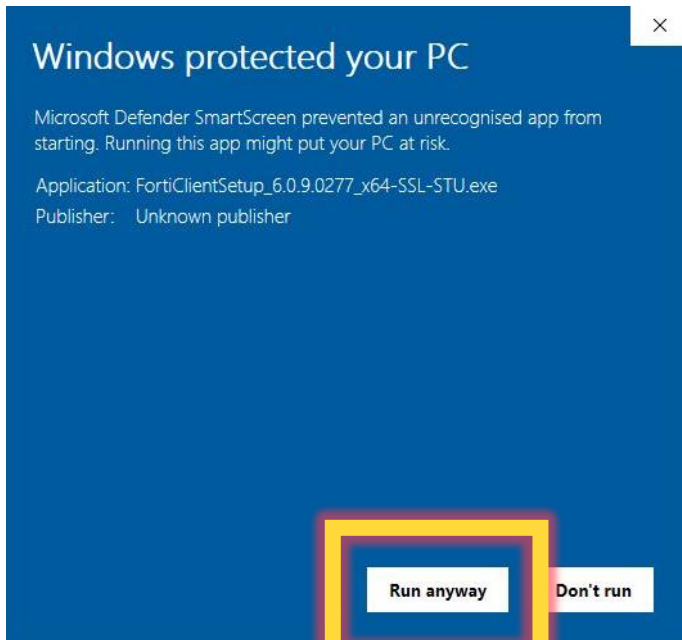 Windows protected your PC
Microsoft Defender SmartScreen prevented an unrecognised app from
starting. Running this app might put your PC at risk.
Application: FortiClientSetup_6.0.9.0277_x64-SSL-STU.exe
Publisher: Unknown publisher
Run anyway Don't run